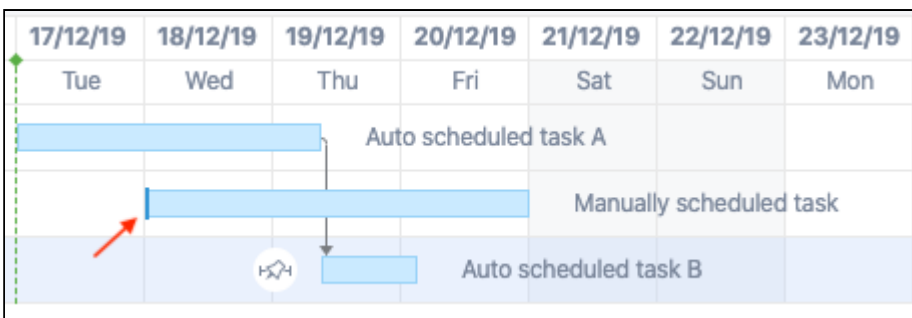 17/12/19 18/12/19 19/12/19 20/12/19 21/12/19 22/12/19 23/12/19
Tue Wed Thu Fri Sat Sun Mon
Auto scheduled task A
Manually scheduled task
Auto scheduled task B